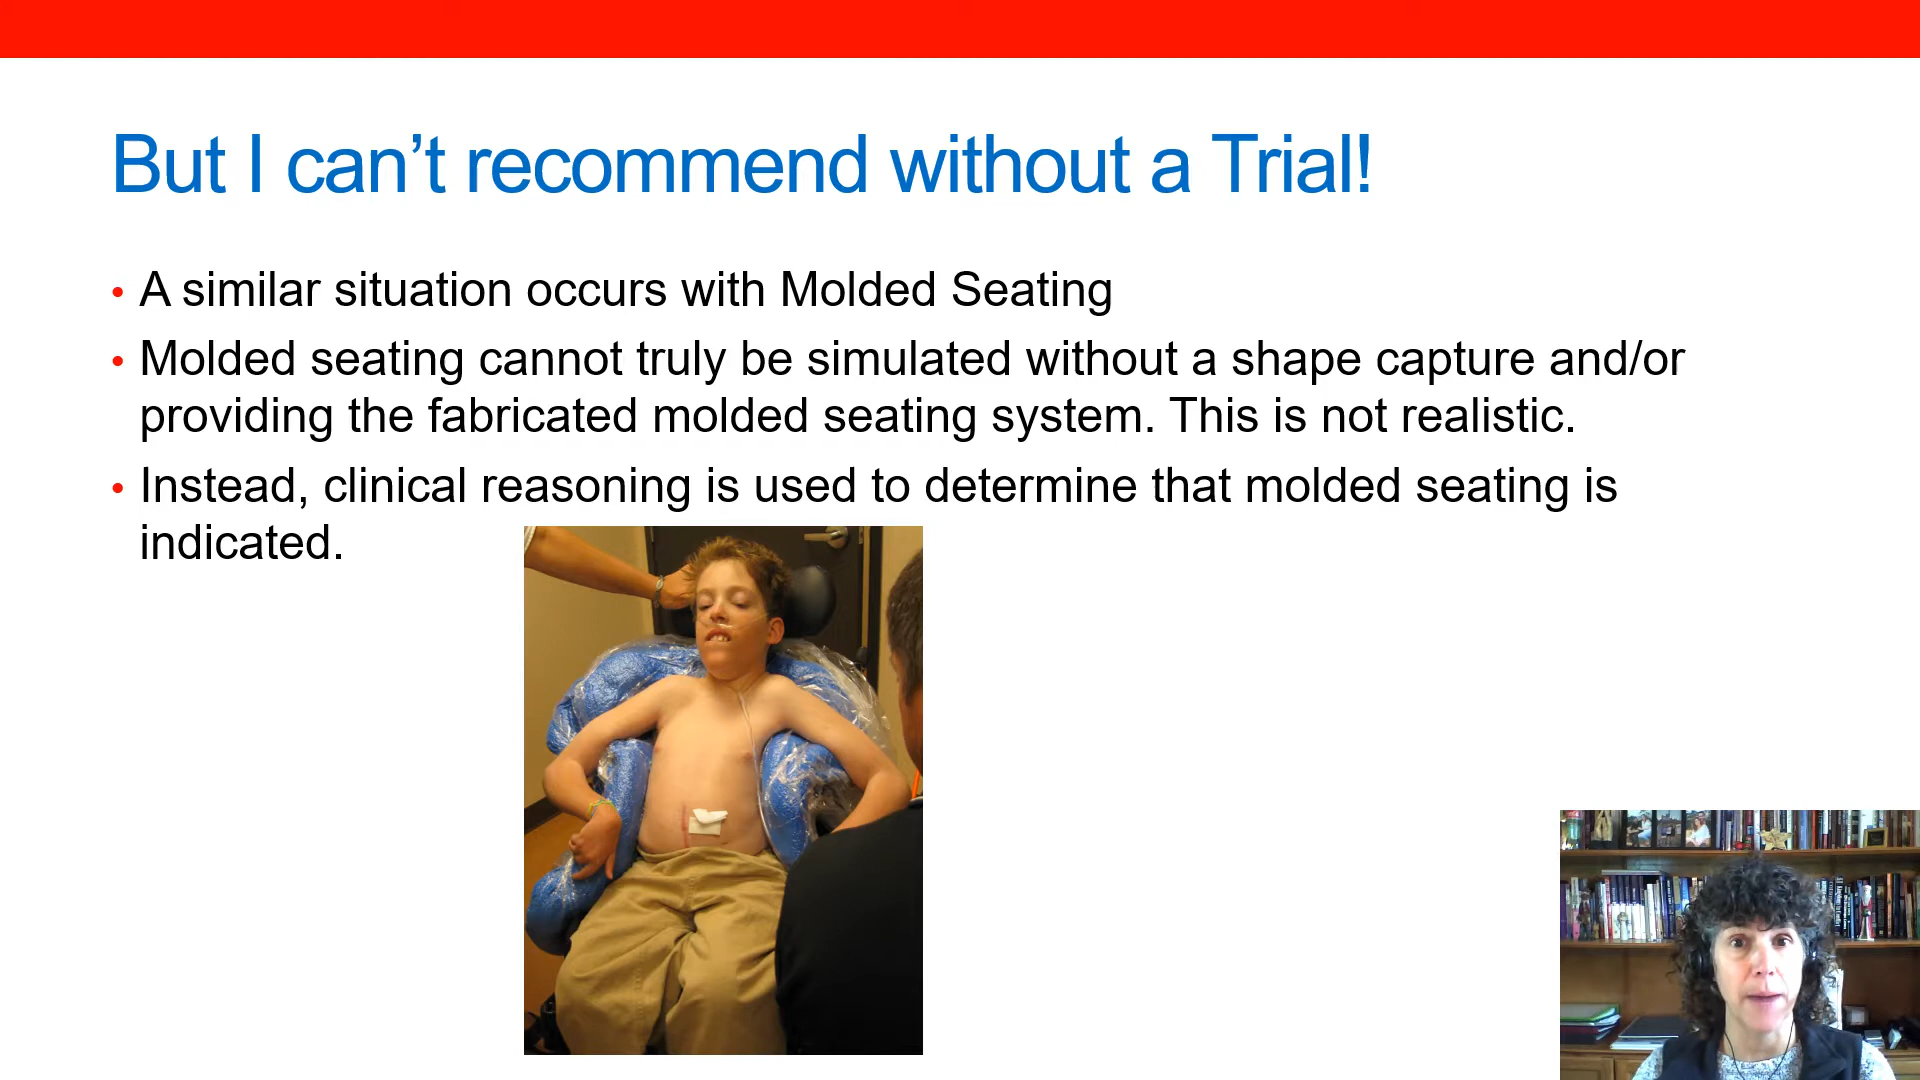 But I can’t recommend without a Trial!
• A similar situation occurs with Molded Seating
• Molded seating cannot truly be simulated without a shape capture and/or
providing the fabricated molded seating system. This is not realistic.
• Instead, clinical reasoning is used to determine that molded seating is
indicated.